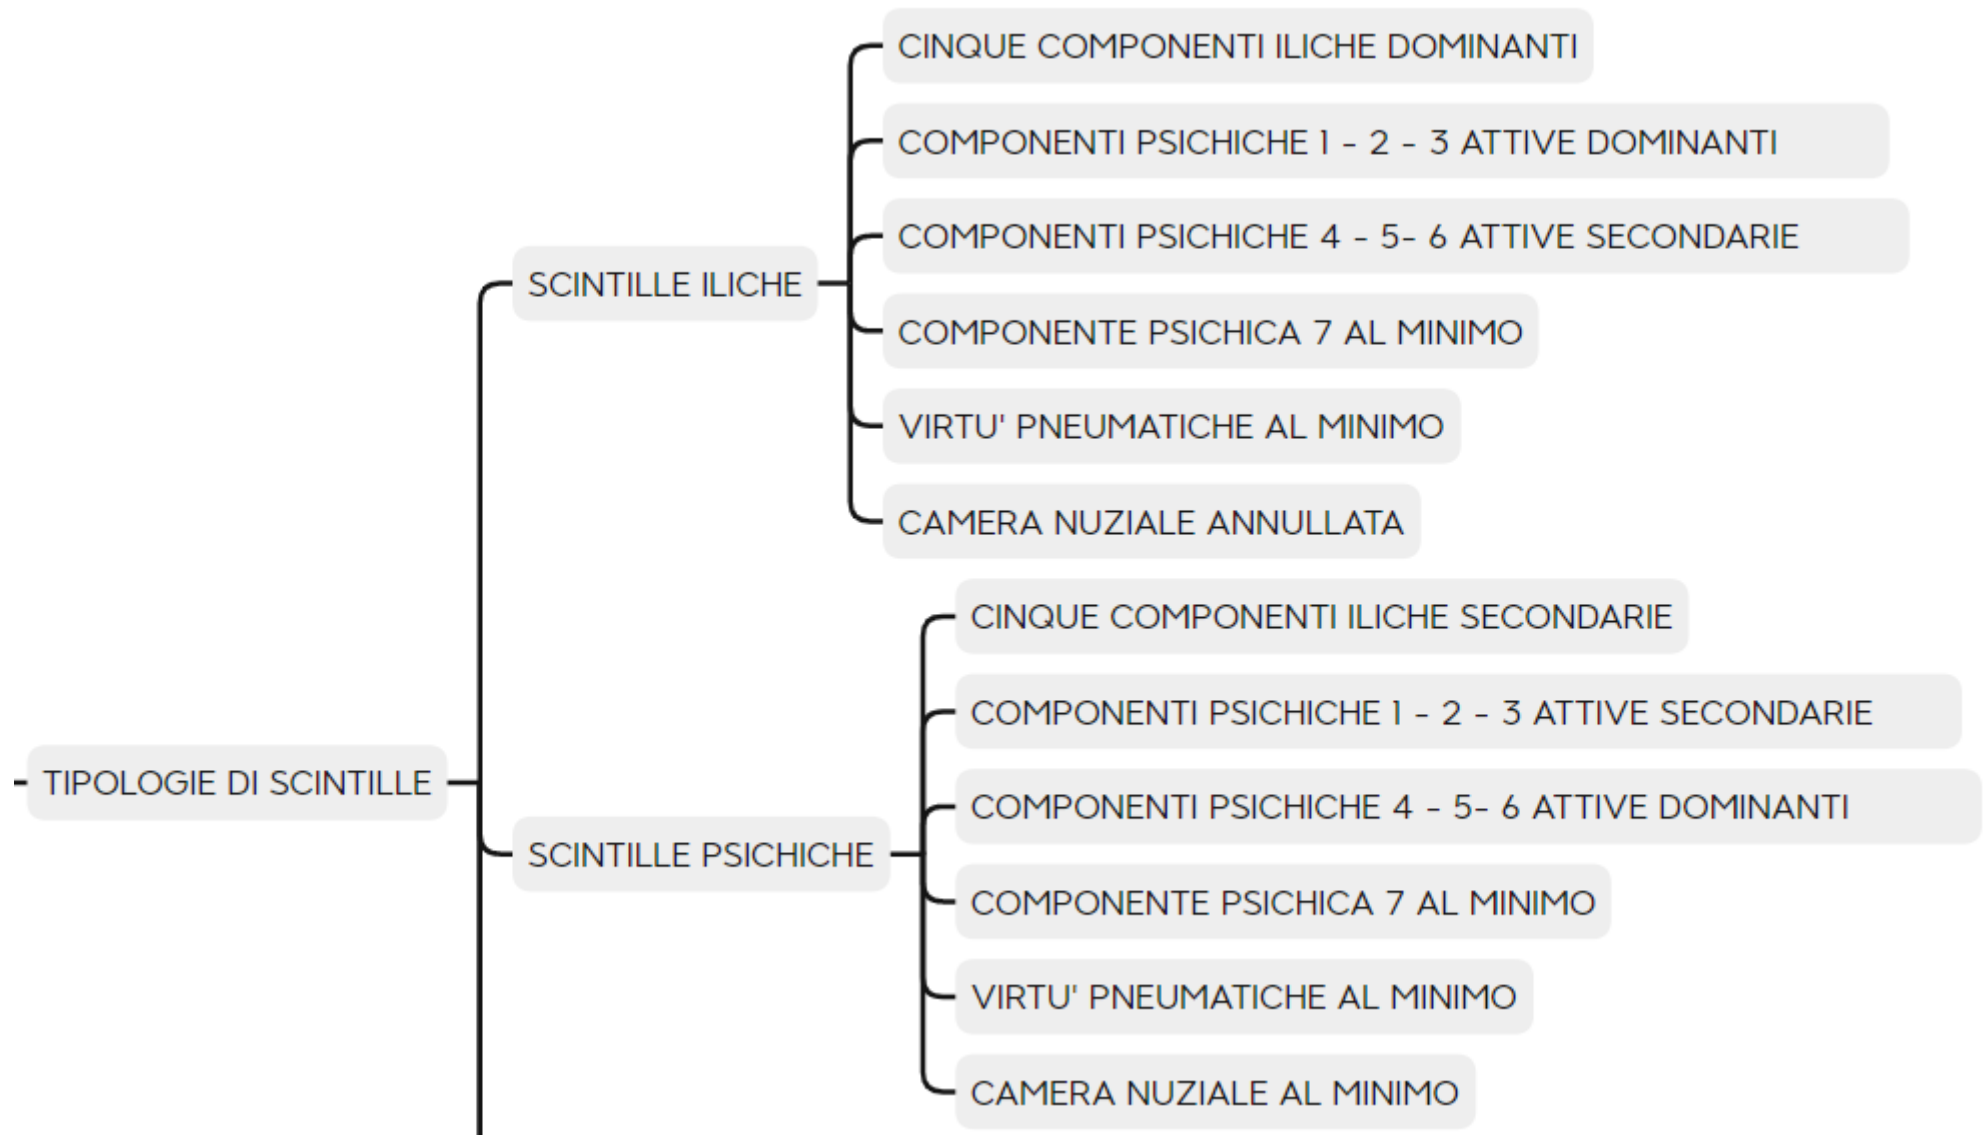 CINQUE COMPONENTI ILICHE DOMINANTI
COMPONENTI PSICHICHE 1 - 2 - 3 ATTIVE DOMINANTI
COMPONENTI PSICHICHE 4 - 5- 6 ATTIVE SECONDARIE
SCINTILLE ILICHE
COMPONENTE PSICHICA 7 AL MINIMO
VIRTU' PNEUMATICHE AL MINIMO
CAMERA NUZIALE ANNULLATA
CINQUE COMPONENTI ILICHE SECONDARIE
COMPONENTI PSICHICHE 1 - 2 - 3 ATTIVE SECONDARIE
TIPOLOGIE DI SCINTILLE
COMPONENTI PSICHICHE 4 - 5- 6 ATTIVE DOMINANTI
SCINTILLE PSICHICHE
COMPONENTE PSICHICA 7 AL MINIMO
VIRTU' PNEUMATICHE AL MINIMO
CAMERA NUZIALE AL MINIMO